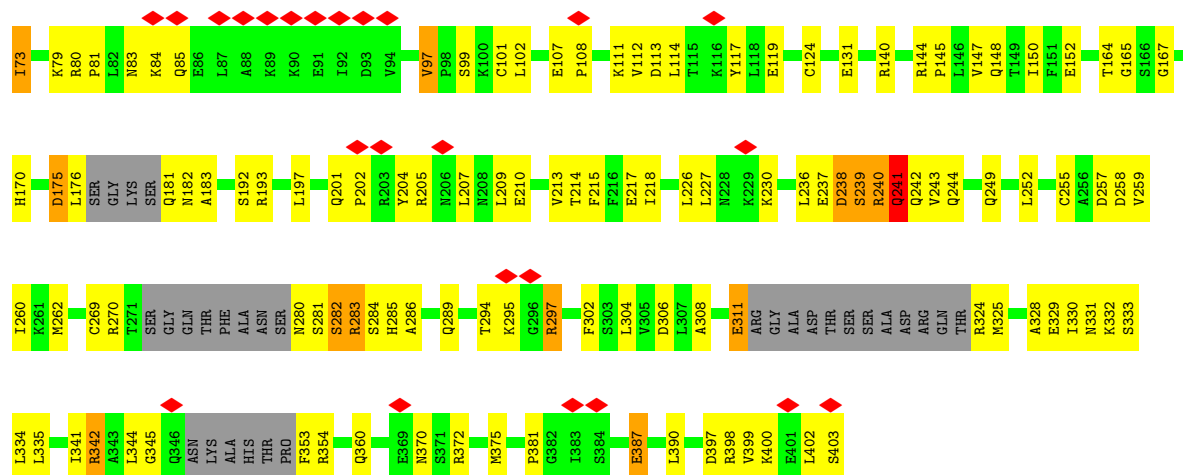 I73 K79 R80 P81 L82 N83 K84 Q85 E86 L87 A88 K89 K90 E91 I92 D93 V94 V97 P98 S99 K100 C101 L102 E107 P108 K111 V112 D113 L114 T115 K116 Y117 L118 E119 C124 E131 R140 R144 P145 L146 V147 Q148 T149 I150 F151 E152 T164 G165 S166 G167
H170 D175 L176 SER GLY LYS SER Q181 N182 A183 S192 R193 L197 Q201 P202 R203 Y204 R205 N206 L207 N208 L209 E210 V213 T214 F215 F216 E217 I218 L226 L227 N228 K229 K230 L236 E237 D238 S239 R240 Q241 Q242 V243 Q244 Q249 L252 C255 A256 D257 D258 V259
I260 K261 M262 C269 R270 T271 SER GLY GLN THR PHE ALA ASN SER N280 S281 S282 R283 S284 H285 A286 Q289 T294 K295 G296 R297 F302 S303 L304 V305 D306 L307 A308 E311 ARG GLY ALA ASP THR SER SER ALA ASP ARG GLN THR R324 M325 A328 E329 I330 N331 K332 S333
L334 L335 I341 R342 A343 L344 G345 Q346 ASN LYS ALA HIS THR PRO F353 R354 Q360 E369 N370 S371 R372 M375 P381 G382 I383 S384 E387 L390 D397 R398 V399 K400 E401 L402 S403